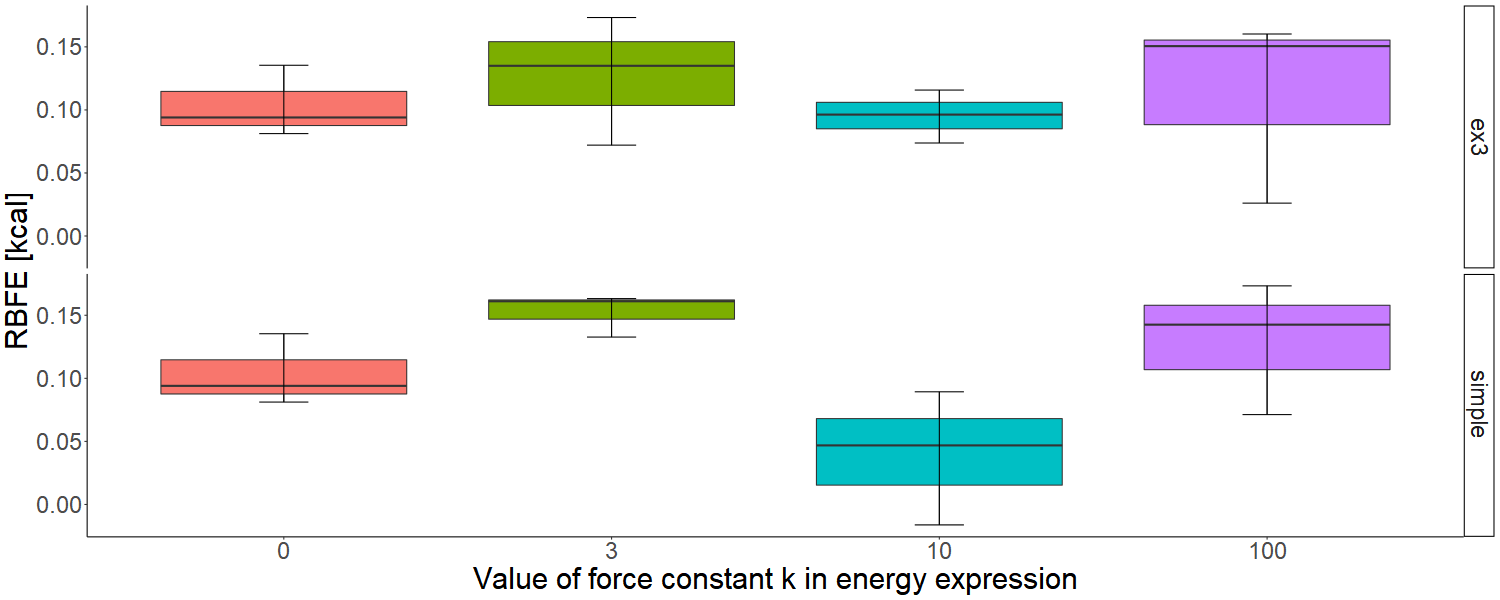 RBFE [kcal]
0.15
0.10
0.05
0.00
ex3
0.15
0.10
0.05
0.00
simple
0 3 10 100
Value of force constant k in energy expression